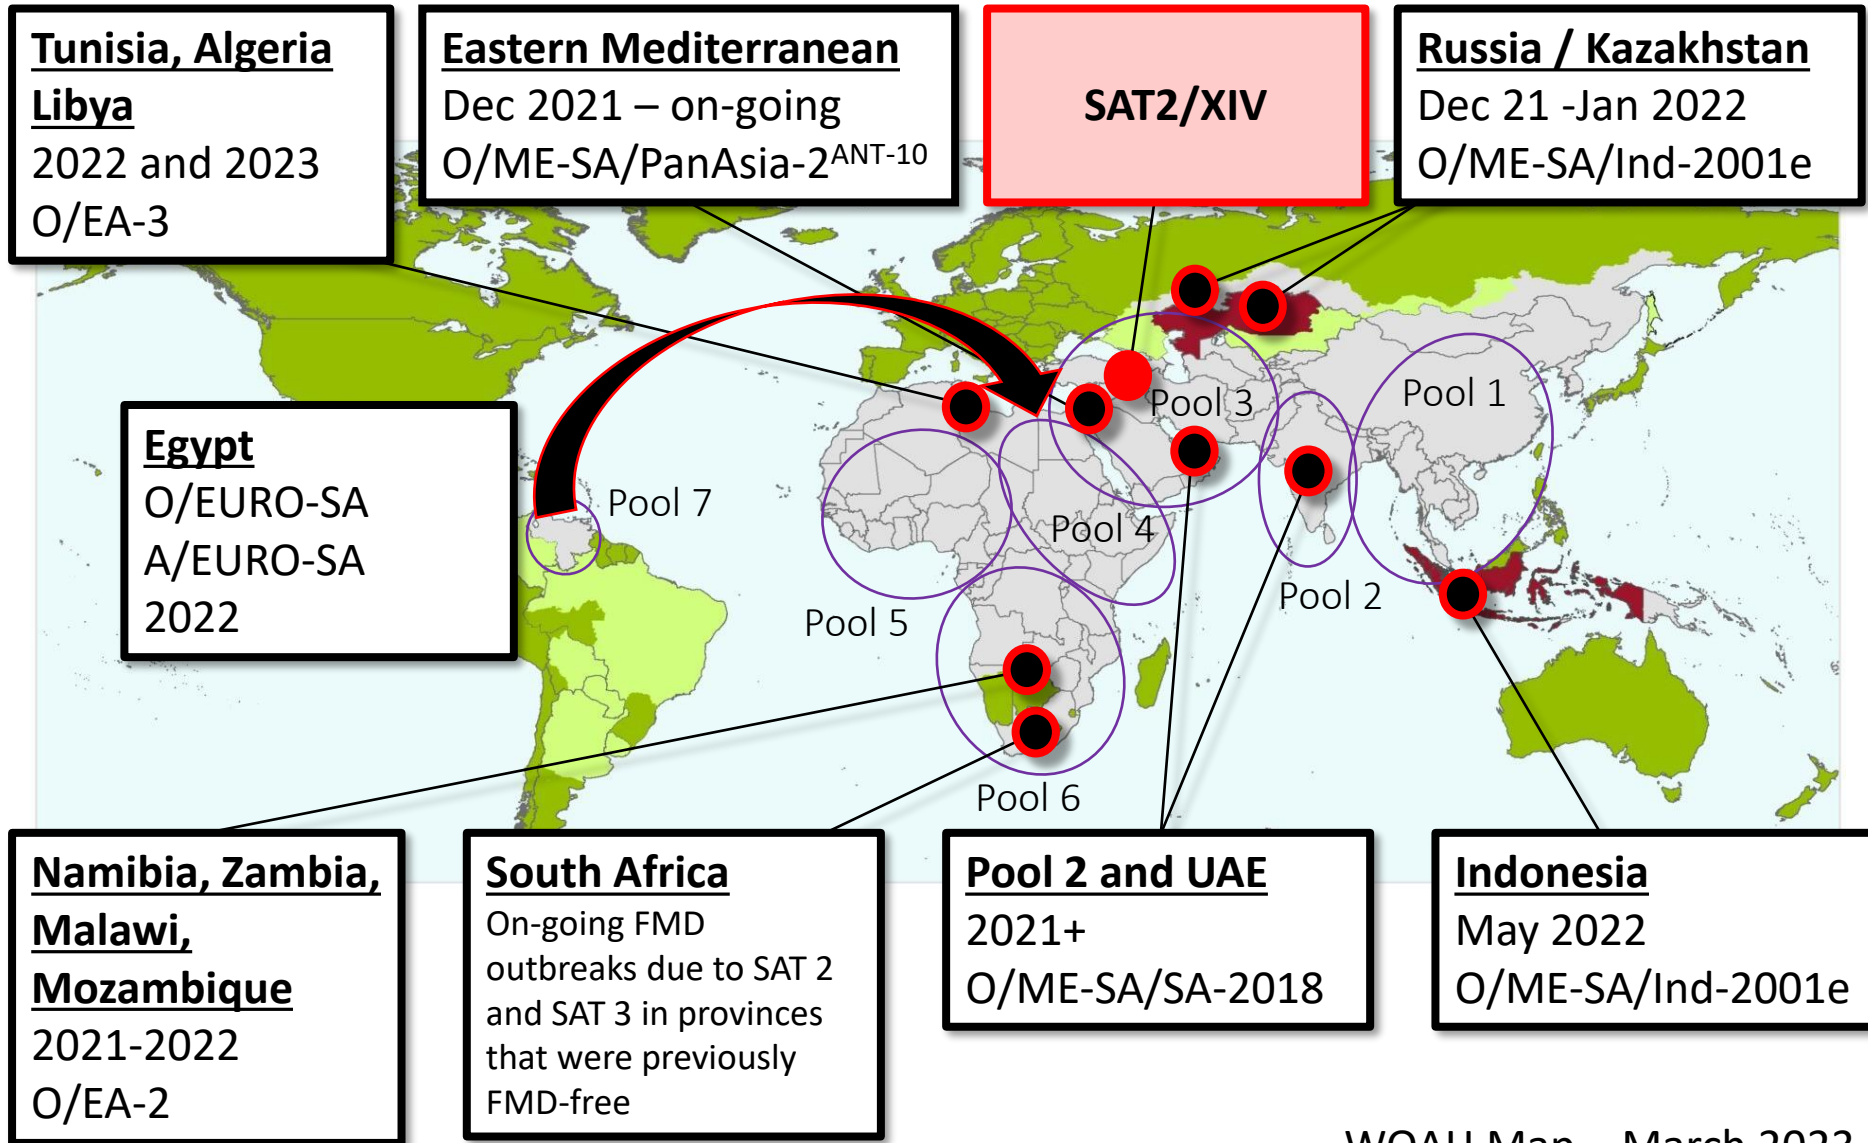 Tunisia, Algeria
Libya
2022 and 2023
O/EA-3
Eastern Mediterranean
Dec 2021 – on-going
O/ME-SA/PanAsia-2ANT-10
SAT2/XIV
Russia / Kazakhstan
Dec 21 -Jan 2022
O/ME-SA/Ind-2001e
Egypt
O/EURO-SA
A/EURO-SA
2022
Pool 7
Pool 3
Pool 1
Pool 4
Pool 5
Pool 2
Pool 6
Namibia, Zambia,
Malawi,
Mozambique
2021-2022
O/EA-2
South Africa
On-going FMD
outbreaks due to SAT 2
and SAT 3 in provinces
that were previously
FMD-free
Pool 2 and UAE
2021+
O/ME-SA/SA-2018
Indonesia
May 2022
O/ME-SA/Ind-2001e
WOAH Map – March 2023